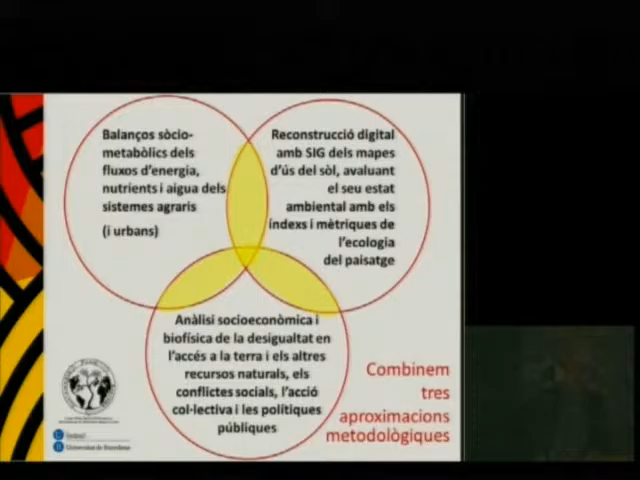 Balanços sòcio-
metabòlics dels
fluxos d'energia,
nutrients i aigua dels
sistemes agraris
(i urbans)
Reconstrucció digital
amb SIG dels mapes
d'ús del sòl, avaluant
el seu estat
ambiental amb els
índexs i mètriques de
l'ecologia
del paisatge
Anàlisi socioeconòmica i
biofísica de la desigualtat en
l'accés a la terra i els altres
recursos naturals, els
conflictes socials, l'acció
col·lectiva i les polítiques
públiques
Combinem
tres
aproximacions
metodològiques
Universitat de Barcelona